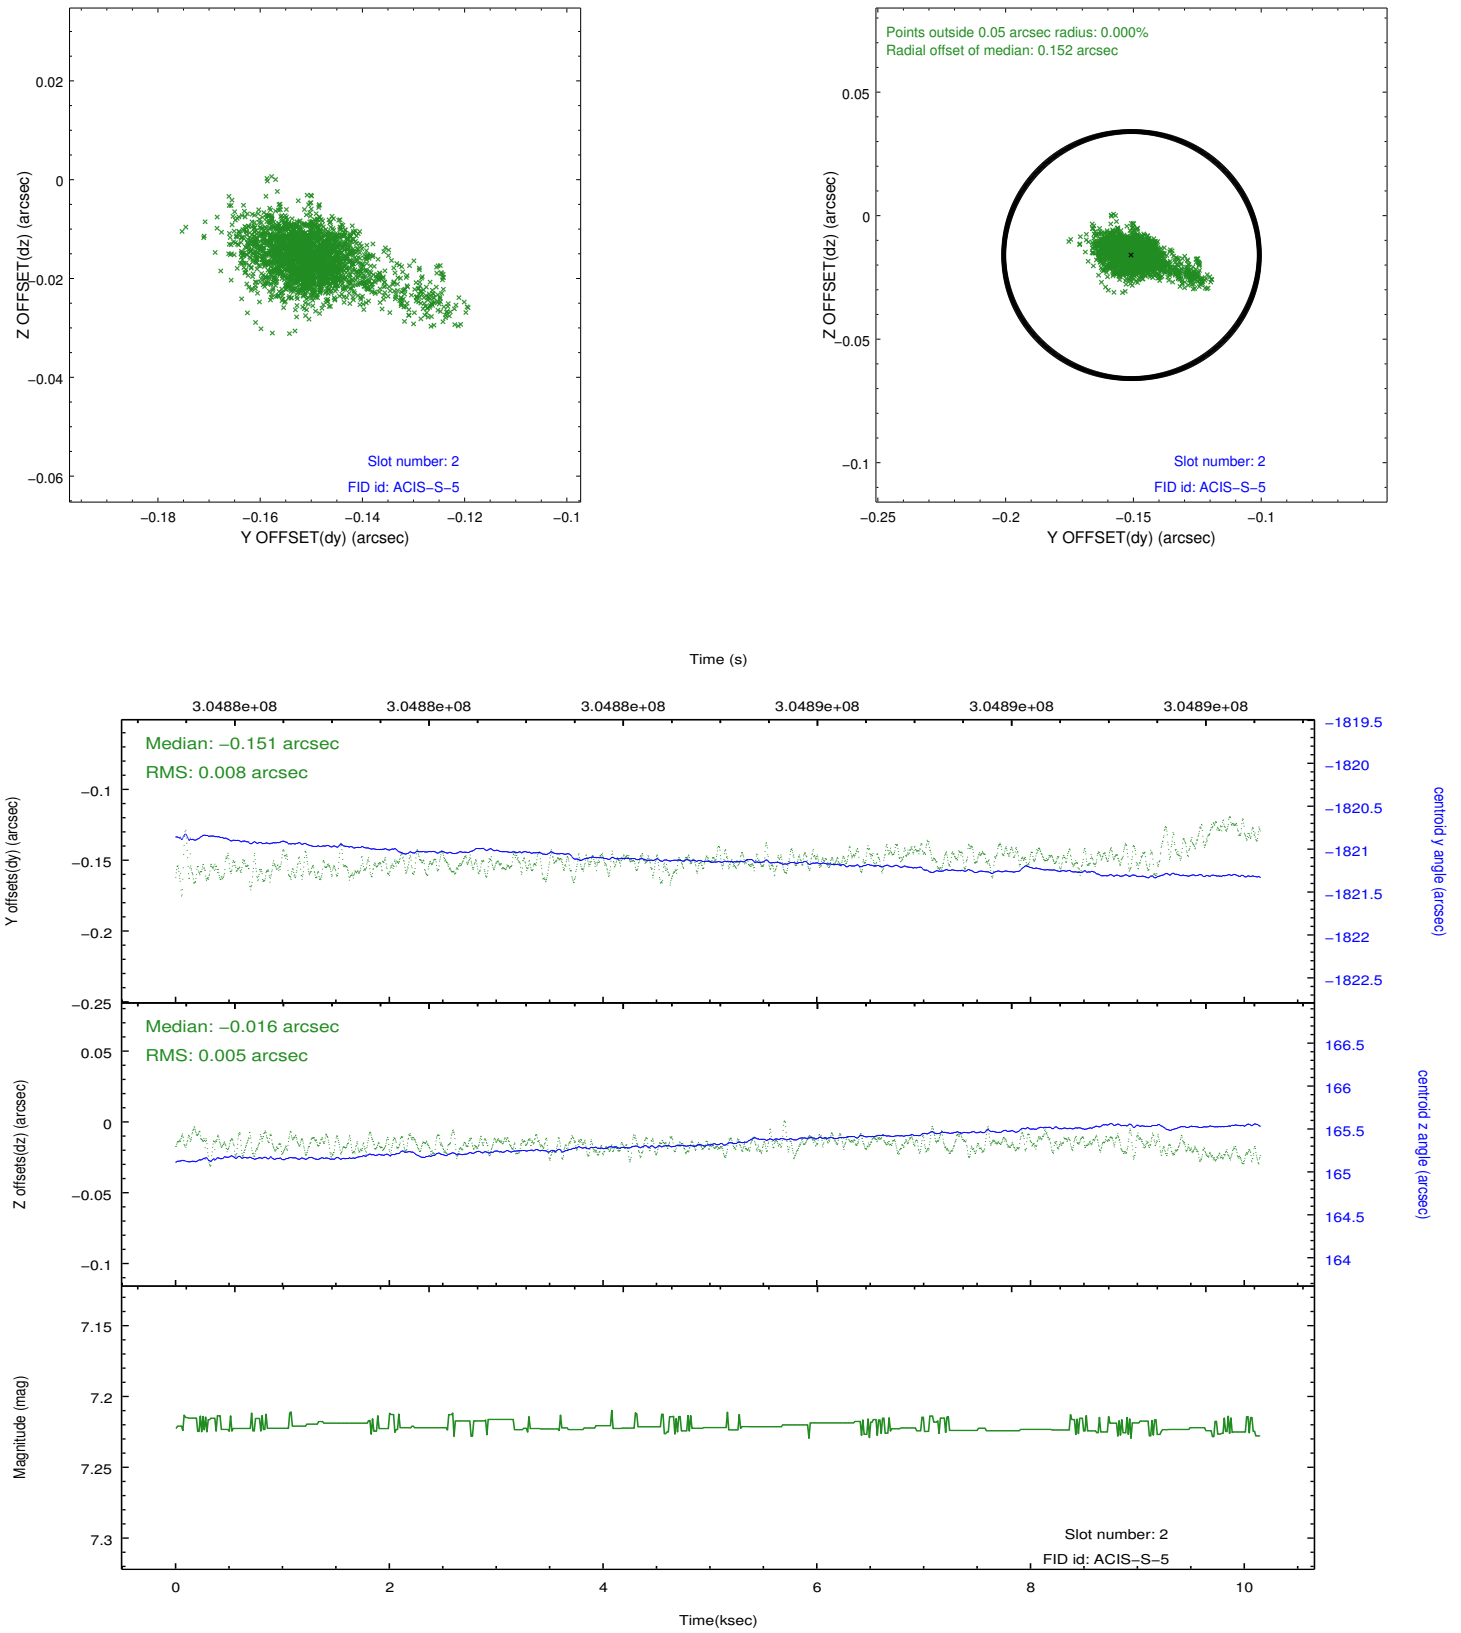 0.02
0
−0.02
−0.04
−0.06
Z OFFSET(dz) (arcsec)
Slot number: 2
FID id: ACIS−S−5
−0.18 −0.16 −0.14 −0.12 −0.1
Y OFFSET(dy) (arcsec)
Points outside 0.05 arcsec radius: 0.000%
Radial offset of median: 0.152 arcsec
0.05
0
−0.05
−0.1
Z OFFSET(dz) (arcsec)
Slot number: 2
FID id: ACIS−S−5
−0.25 −0.2 −0.15 −0.1
Y OFFSET(dy) (arcsec)
Time (s)
3.0488e+08 3.0488e+08 3.0488e+08 3.0489e+08 3.0489e+08 3.0489e+08
Median: −0.151 arcsec
RMS: 0.008 arcsec
−0.1
−0.15
−0.2
−0.25
Y offsets(dy) (arcsec)
−1819.5
−1820
−1820.5
−1821
−1821.5
−1822
−1822.5
centroid y angle (arcsec)
Median: −0.016 arcsec
RMS: 0.005 arcsec
0.05
0
−0.05
−0.1
Z offsets(dz) (arcsec)
166.5
166
165.5
165
164.5
164
centroid z angle (arcsec)
7.15
7.2
7.25
7.3
Magnitude (mag)
Slot number: 2
FID id: ACIS−S−5
0 2 4 6 8 10
Time(ksec)